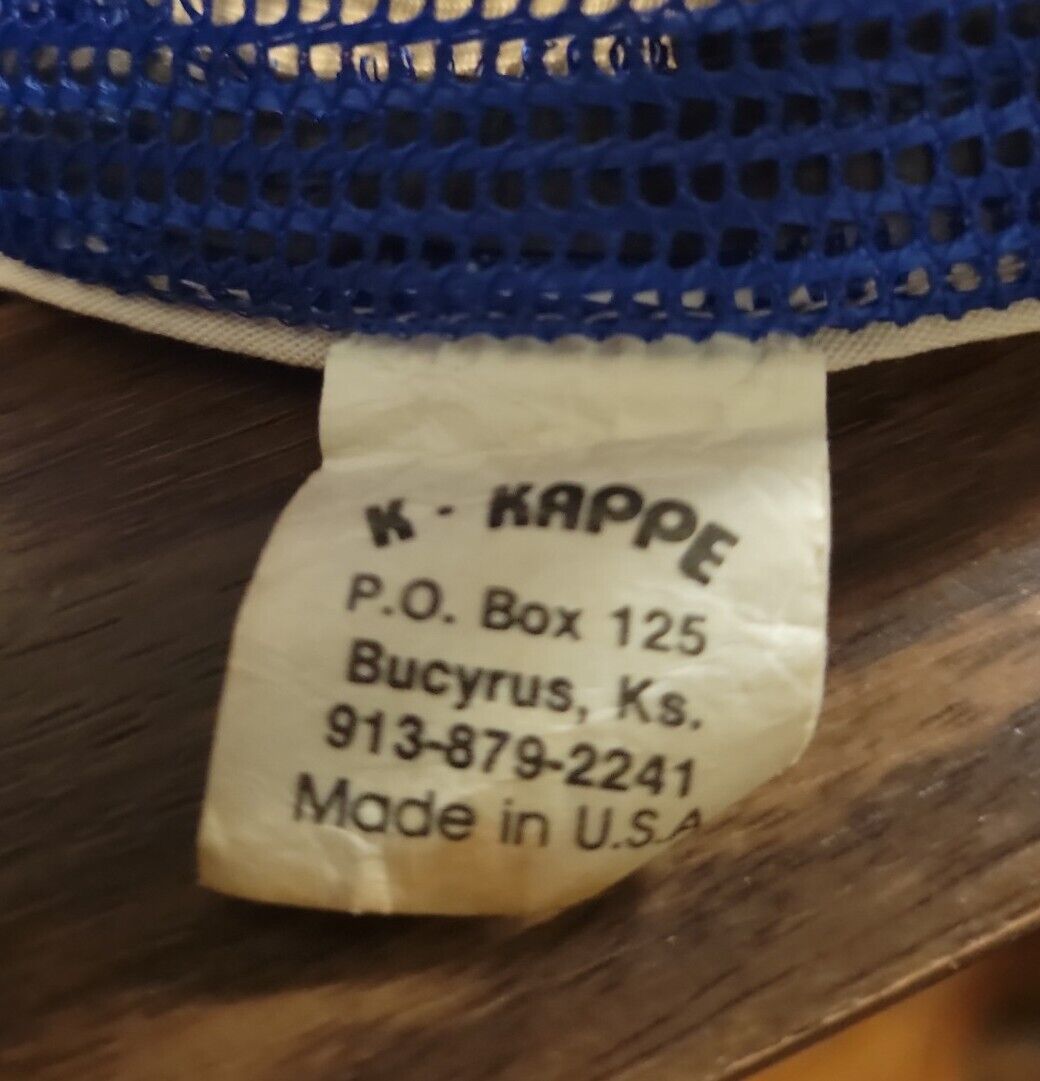 K - KAPPE
P.O. Box 125
Bucyrus, Ks.
913-879-2241
Made in U.S.A